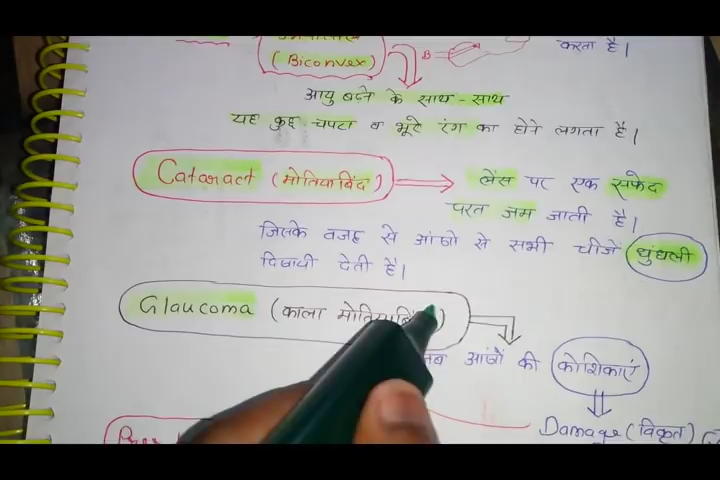 (Biconvex)
B
करता है।
आयु बढ़ने के साथ-साथ
यह कुछ चपटा व भूरे रंग का होने लगता है।
Cataract (मोतियाबिंद) लेंस पर एक सफेद
परत जम जाती है।
जिसके वजह से आंखो से सभी चीजें धुंधली
दिखायी देती है।
Glaucoma (काला मोतियाबिं
जब आंखों की कोशिकाएं
Damage (विकृत)